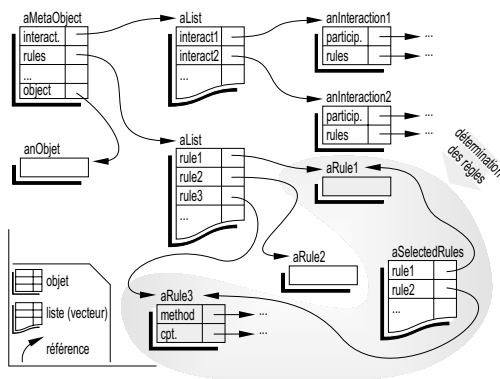 aMetaObject
interact.
rules
...
object
aList
interact1
interact2
...
anInteraction1
particip.
...
rules
...
anInteraction2
particip.
...
rules
...
anObjet
aList
rule1
rule2
rule3
...
aRule1
détermination
des règles
aRule2
aSelectedRules
rule1
rule2
...
aRule3
method
...
cpt.
...
objet
liste (vecteur)
référence